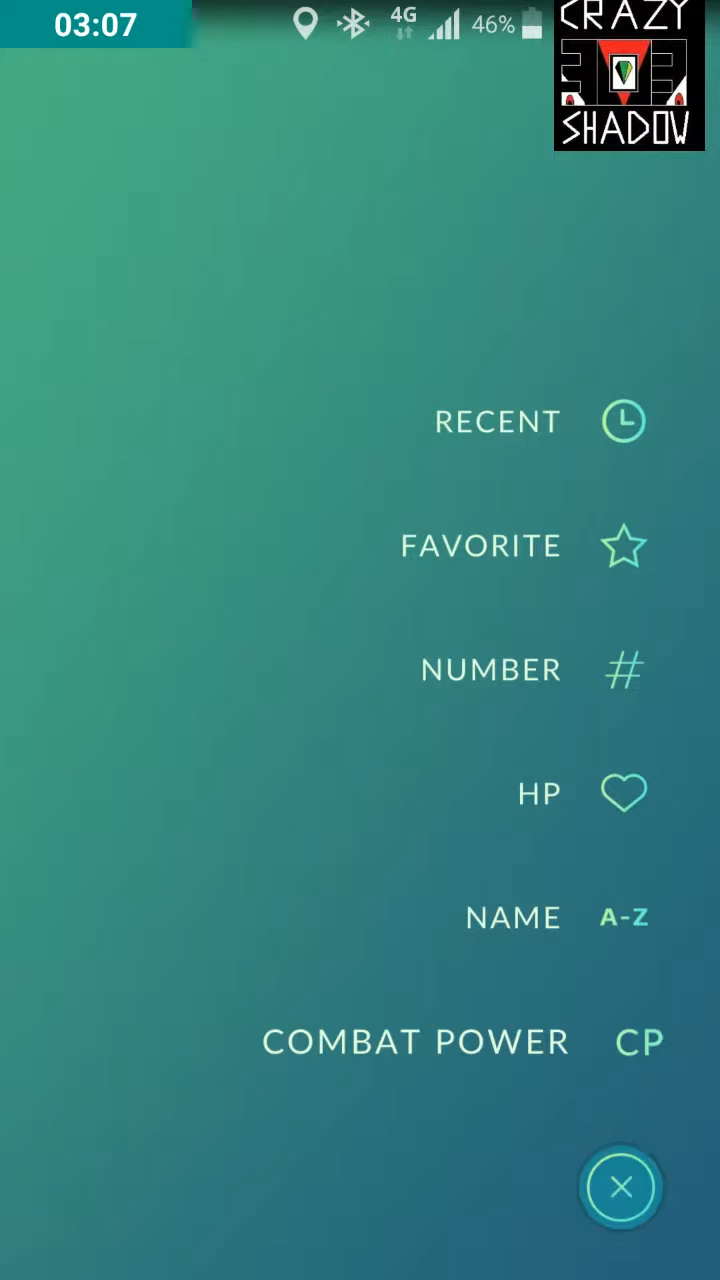 03:07
4G
46%
CRAZY
SHADOW
RECENT
FAVORITE
NUMBER #
HP
NAME A-Z
COMBAT POWER CP